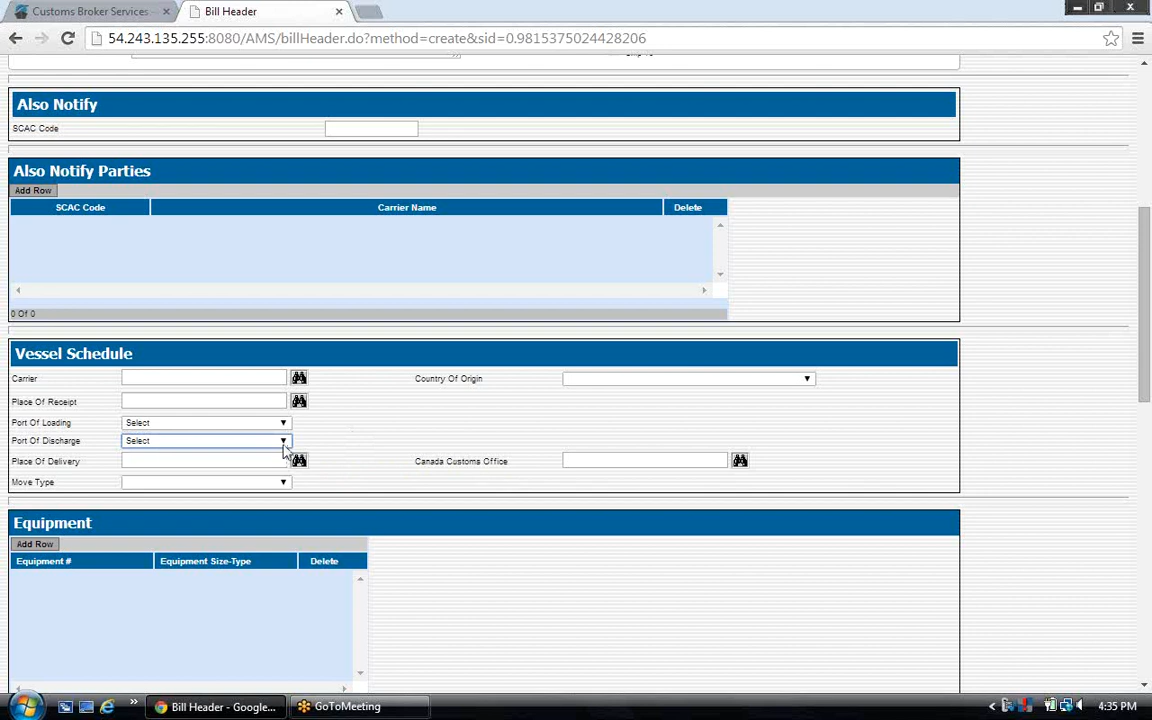 Customs Broker Services
Bill Header
54.243.135.255:8080/AMS/billHeader.do?method=create&sid=0.9815375024428206
Also Notify
SCAC Code
Also Notify Parties
Add Row
SCAC Code Carrier Name Delete
0 Of 0
Vessel Schedule
Carrier Country Of Origin
Place Of Receipt
Port Of Loading Select
Port Of Discharge Select
Place Of Delivery Canada Customs Office
Move Type
Equipment
Add Row
Equipment # Equipment Size-Type Delete
Bill Header - Google... GoToMeeting 4:35 PM